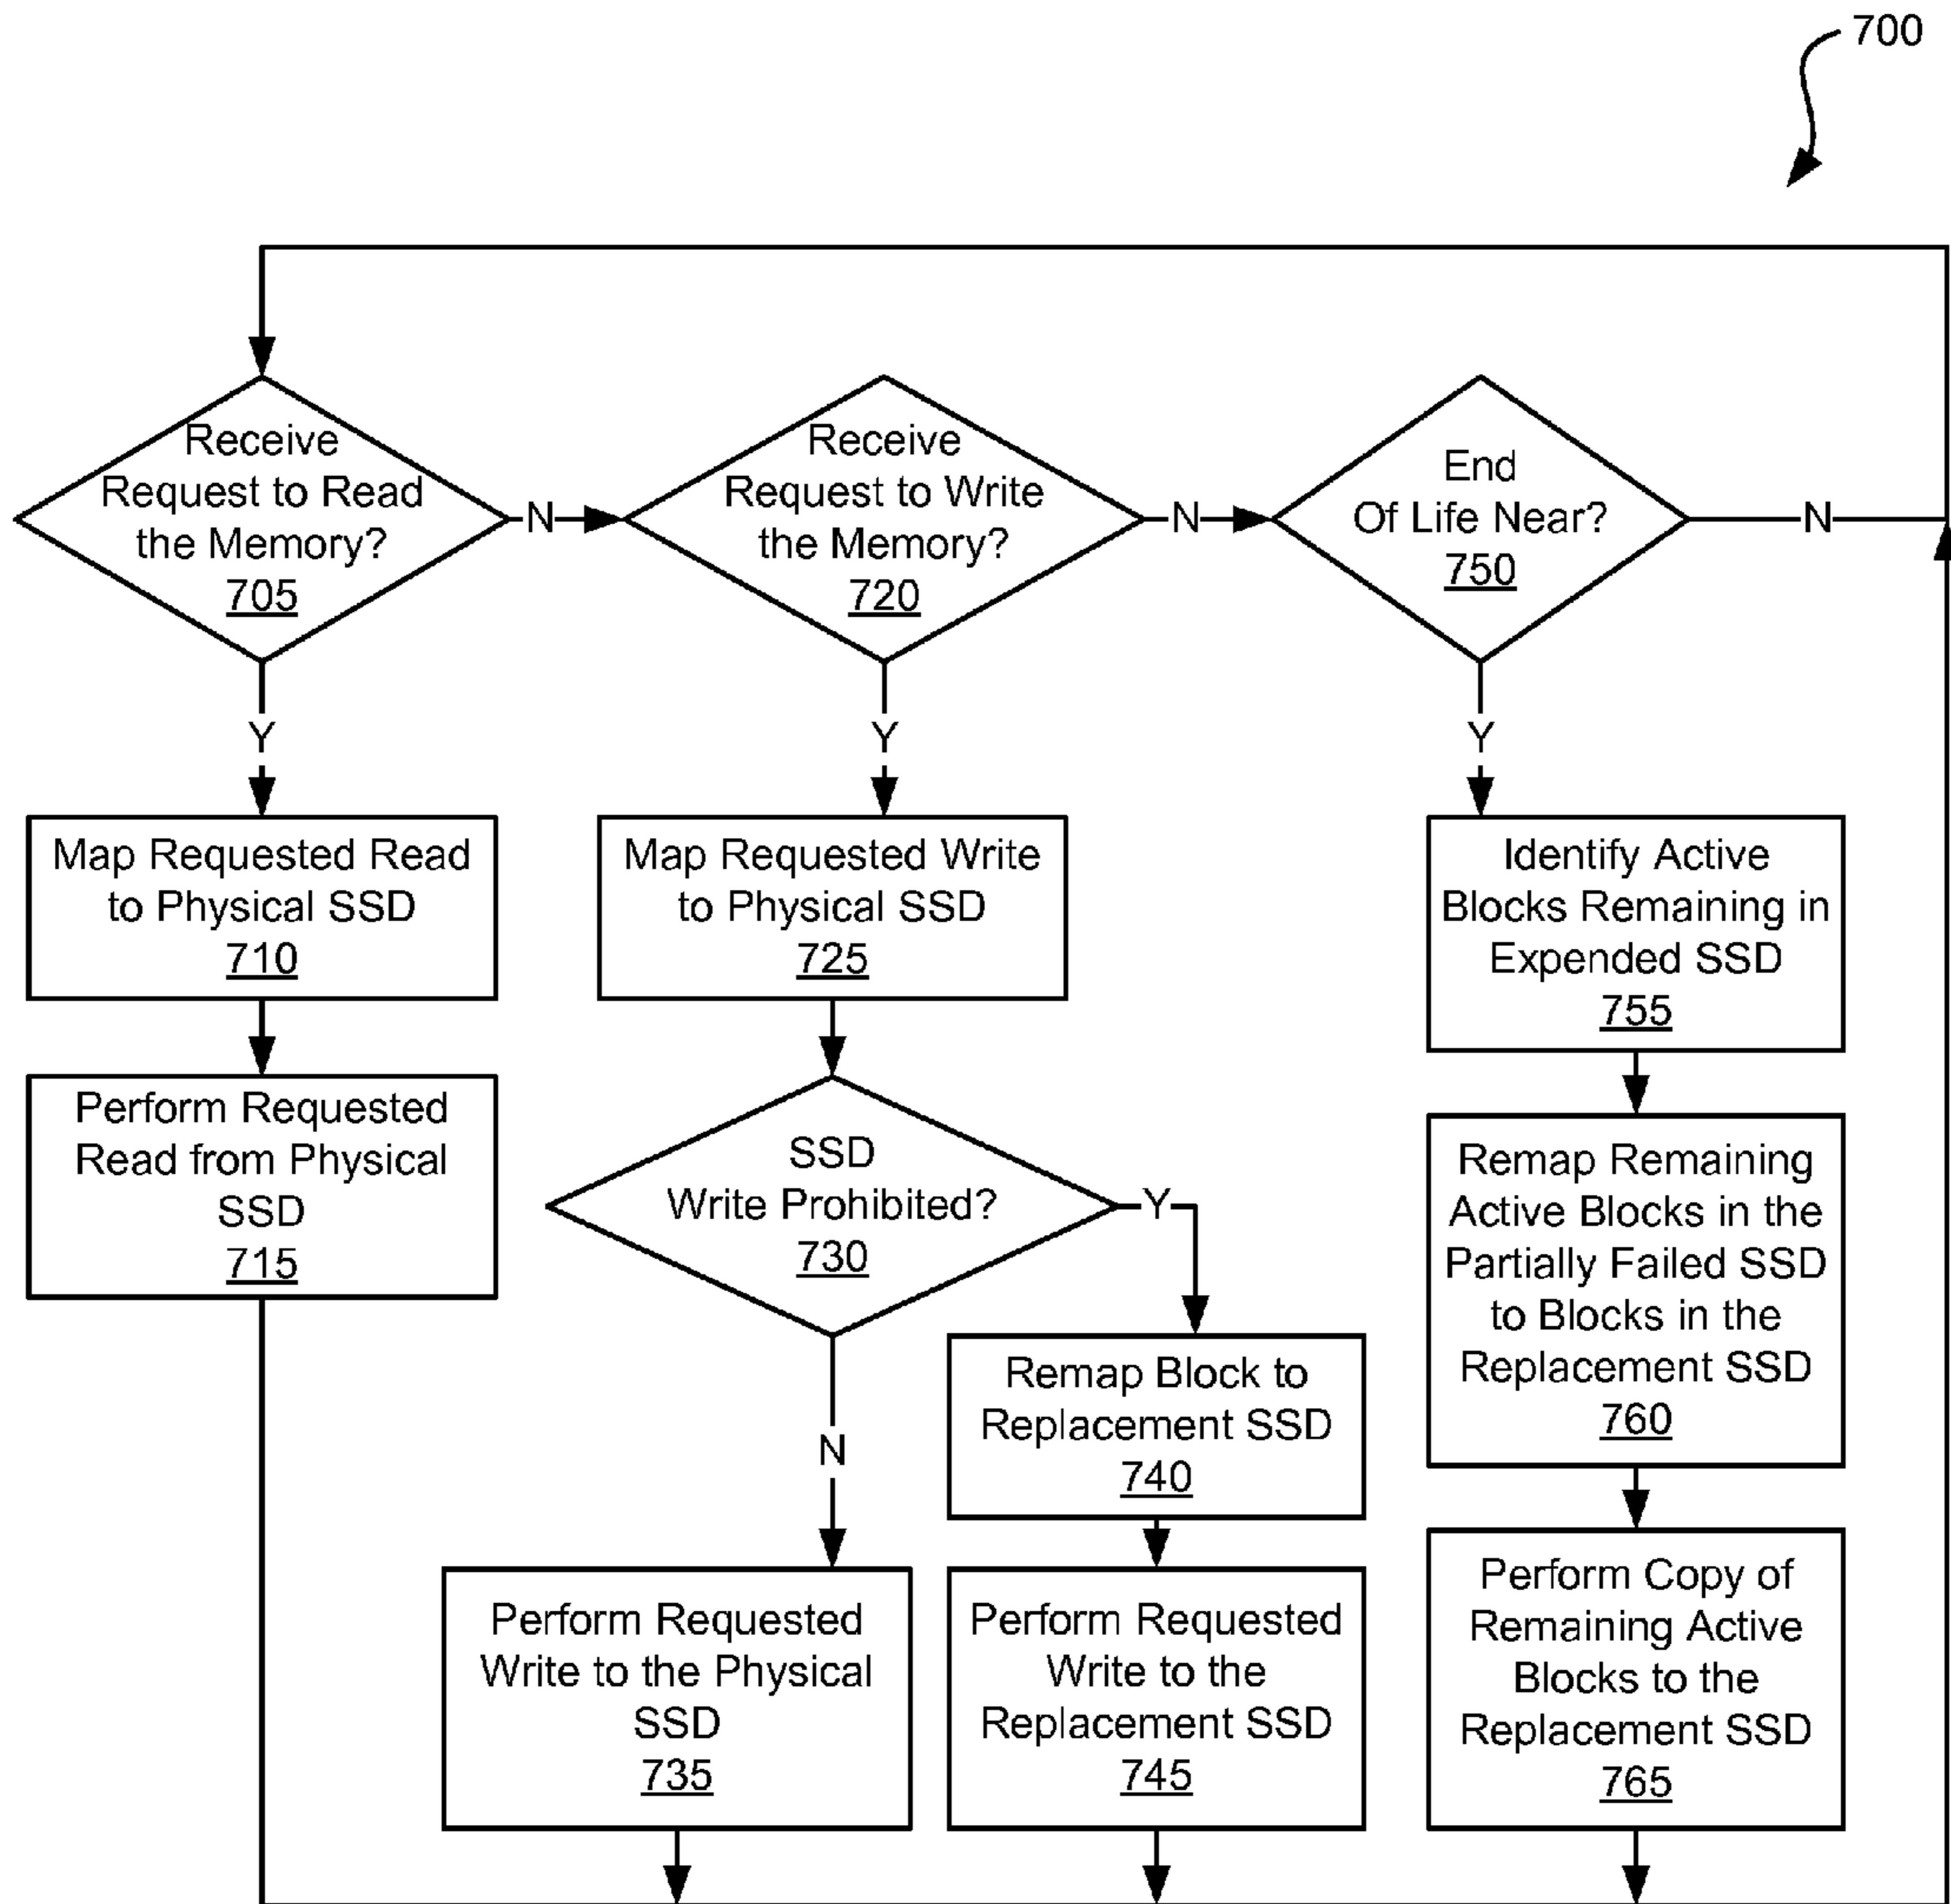 700
Receive
Request to Read
the Memory?
705
N
Receive
Request to Write
the Memory?
720
N
End
Of Life Near?
750
N
Y
Y
Y
Map Requested Read
to Physical SSD
710
Map Requested Write
to Physical SSD
725
Identify Active
Blocks Remaining in
Expended SSD
755
Perform Requested
Read from Physical
SSD
715
SSD
Write Prohibited?
730
Y
N
Remap Remaining
Active Blocks in the
Partially Failed SSD
to Blocks in the
Replacement SSD
760
Remap Block to
Replacement SSD
740
Perform Requested
Write to the Physical
SSD
735
Perform Requested
Write to the
Replacement SSD
745
Perform Copy of
Remaining Active
Blocks to the
Replacement SSD
765